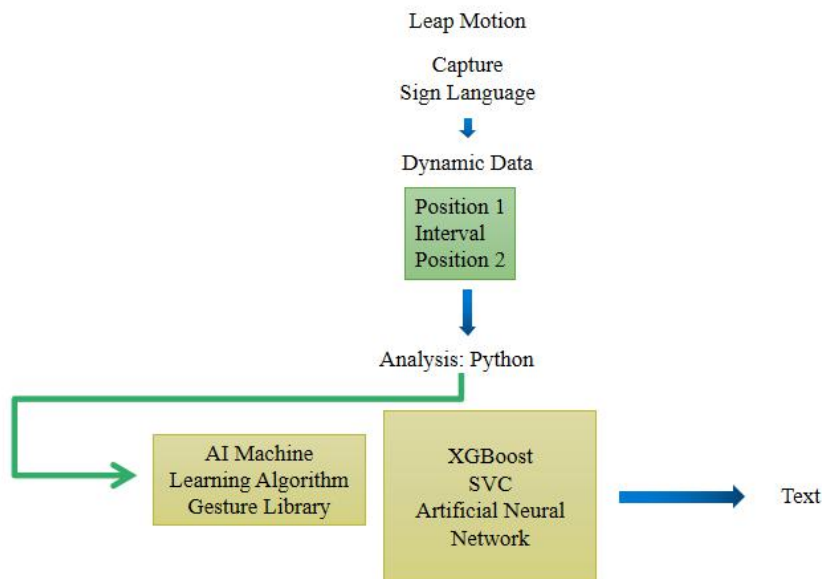 Leap Motion
Capture
Sign Language
Dynamic Data
Position 1
Interval
Position 2
Analysis: Python
AI Machine
Learning Algorithm
Gesture Library
XGBoost
SVC
Artificial Neural
Network
Text